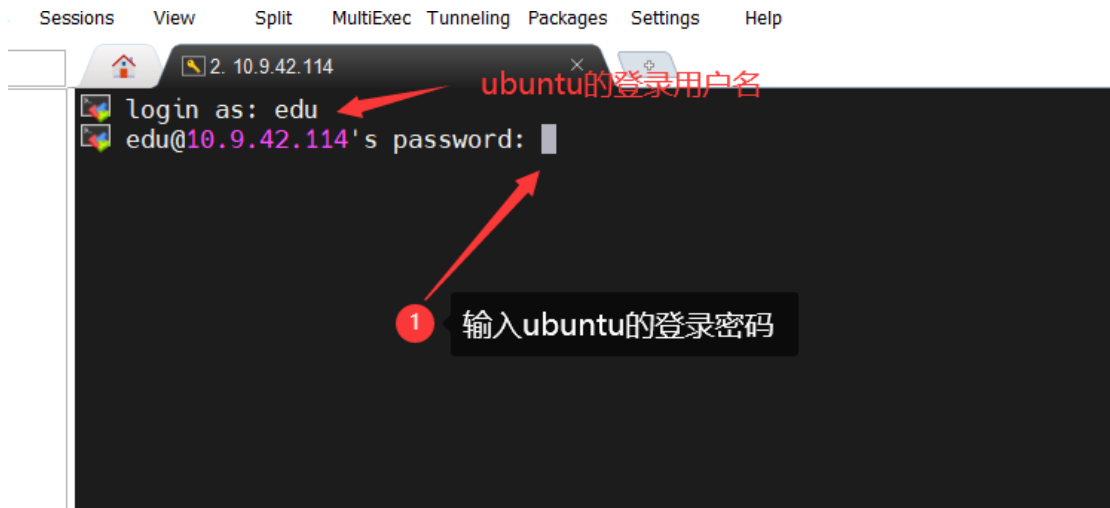 Sessions View Split MultiExec Tunneling Packages Settings Help
2. 10.9.42.114
ubuntu的登录用户名
login as: edu
edu@10.9.42.114's password:
1 输入ubuntu的登录密码